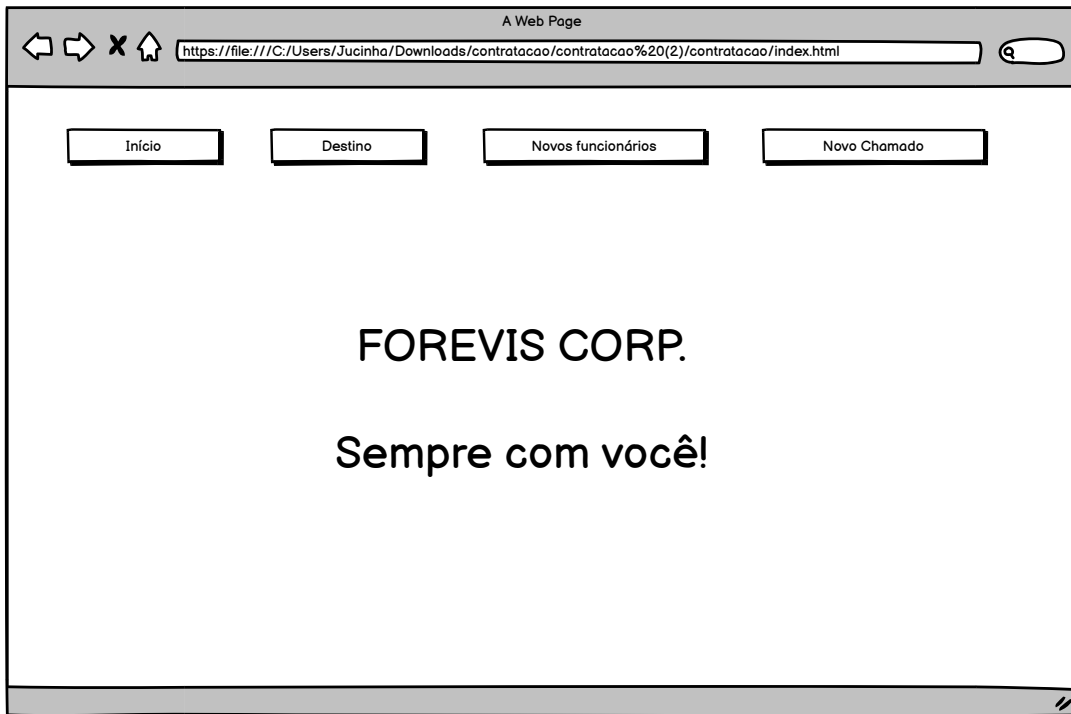 A Web Page
https://file:///C:/Users/Jucinha/Downloads/contratacao/contratacao%20(2)/contratacao/index.html
Início Destino Novos funcionários Novo Chamado
FOREVIS CORP.
Sempre com você!